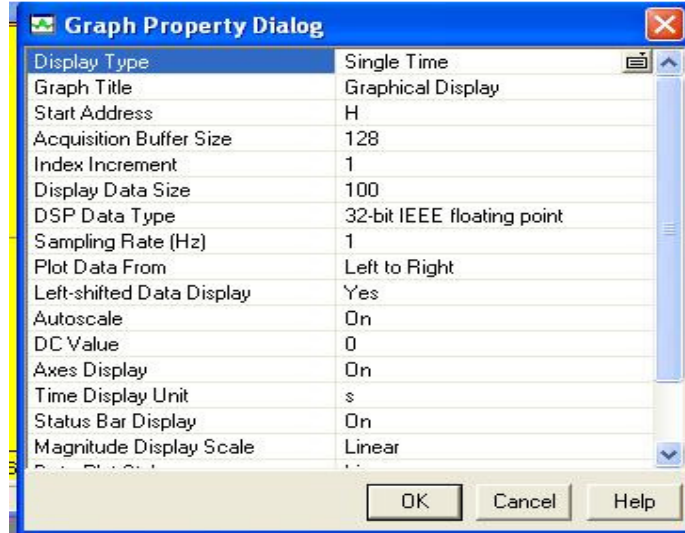 Graph Property Dialog
Display Type Single Time
Graph Title Graphical Display
Start Address H
Acquisition Buffer Size 128
Index Increment 1
Display Data Size 100
DSP Data Type 32-bit IEEE floating point
Sampling Rate (Hz) 1
Plot Data From Left to Right
Left-shifted Data Display Yes
Autoscale On
DC Value 0
Axes Display On
Time Display Unit s
Status Bar Display On
Magnitude Display Scale Linear
OK Cancel Help